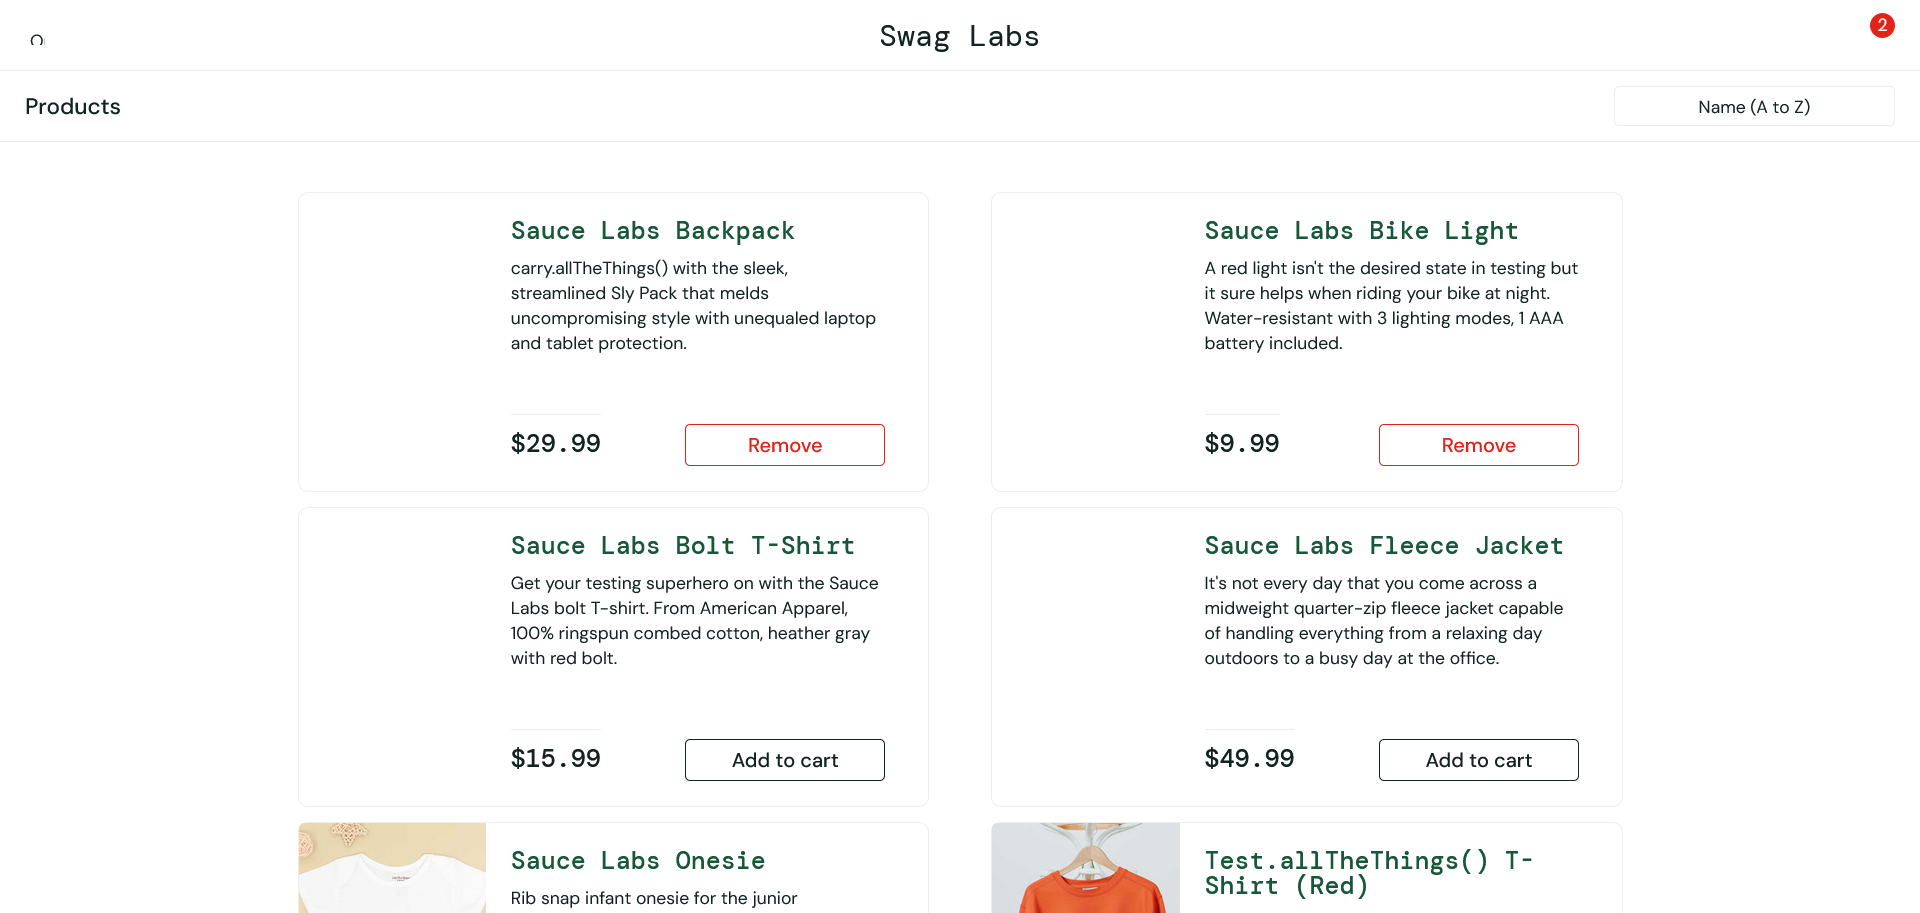 Swag Labs
2
Products
Name (A to Z)
Sauce Labs Backpack
carry.allTheThings() with the sleek,
streamlined Sly Pack that melds
uncompromising style with unequaled laptop
and tablet protection.
$29.99
Remove
Sauce Labs Bike Light
A red light isn't the desired state in testing but
it sure helps when riding your bike at night.
Water-resistant with 3 lighting modes, 1 AAA
battery included.
$9.99
Remove
Sauce Labs Bolt T-Shirt
Get your testing superhero on with the Sauce
Labs bolt T-shirt. From American Apparel,
100% ringspun combed cotton, heather gray
with red bolt.
$15.99
Add to cart
Sauce Labs Fleece Jacket
It's not every day that you come across a
midweight quarter-zip fleece jacket capable
of handling everything from a relaxing day
outdoors to a busy day at the office.
$49.99
Add to cart
Sauce Labs Onesie
Rib snap infant onesie for the junior
Test.allTheThings() T-
Shirt (Red)